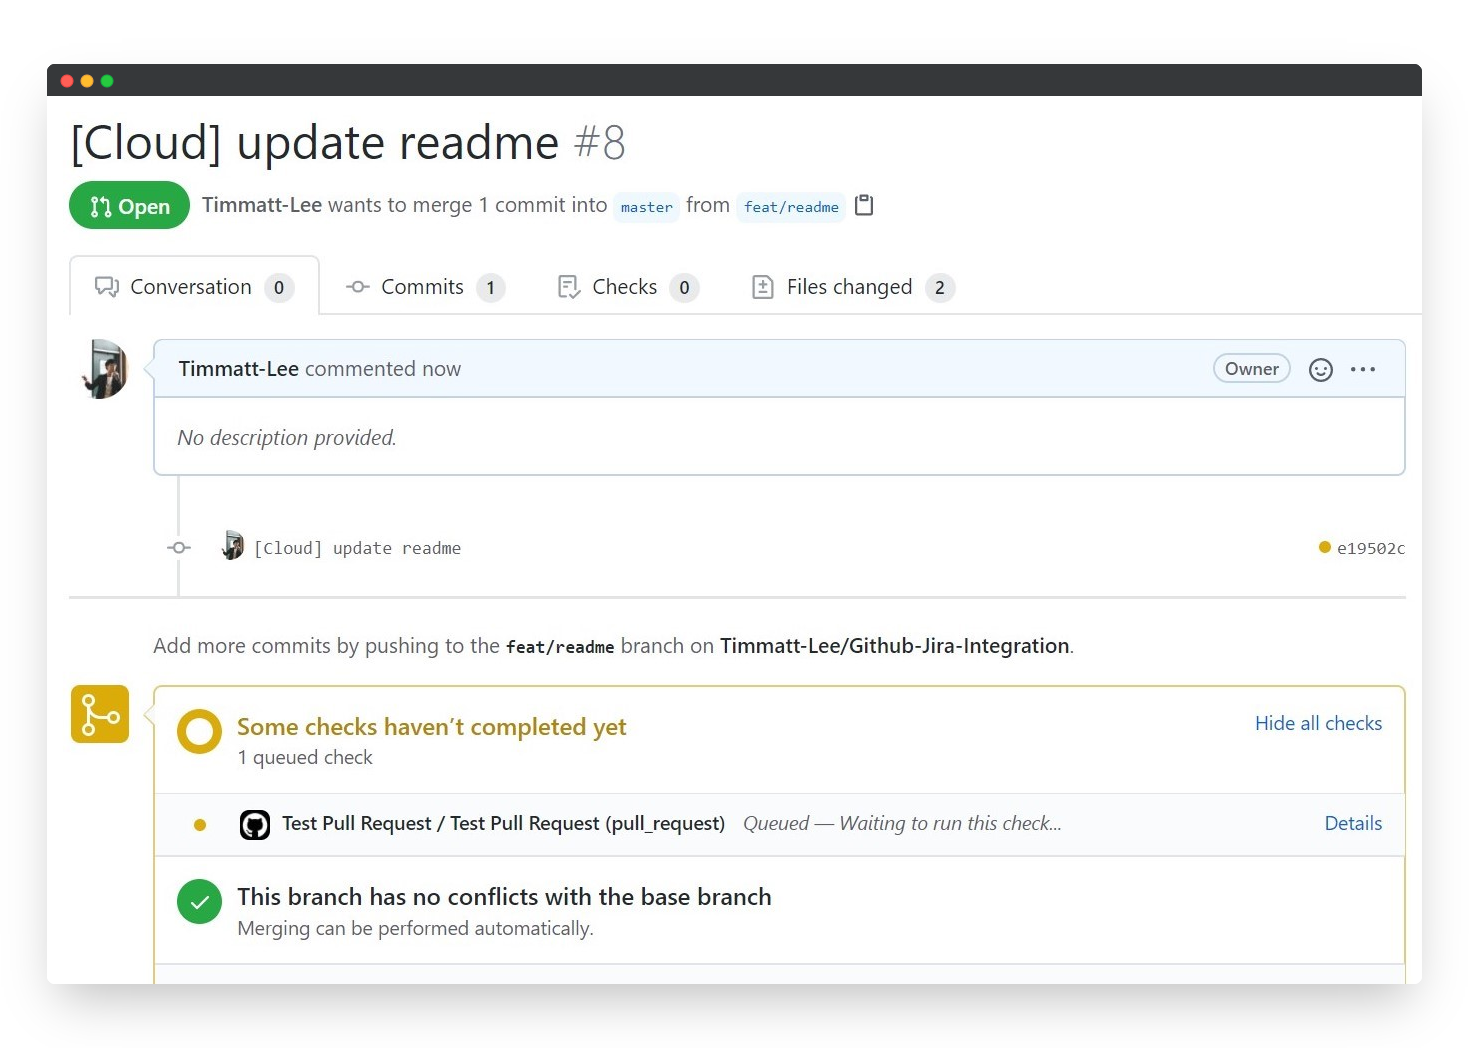 [Cloud] update readme #8
Open Timmatt-Lee wants to merge 1 commit into master from feat/readme
Conversation 0 Commits 1 Checks 0 Files changed 2
Timmatt-Lee commented now Owner
No description provided.
[Cloud] update readme e19502c
Add more commits by pushing to the feat/readme branch on Timmatt-Lee/Github-Jira-Integration.
Some checks haven’t completed yet Hide all checks
1 queued check
Test Pull Request / Test Pull Request (pull_request) Queued — Waiting to run this check... Details
This branch has no conflicts with the base branch
Merging can be performed automatically.